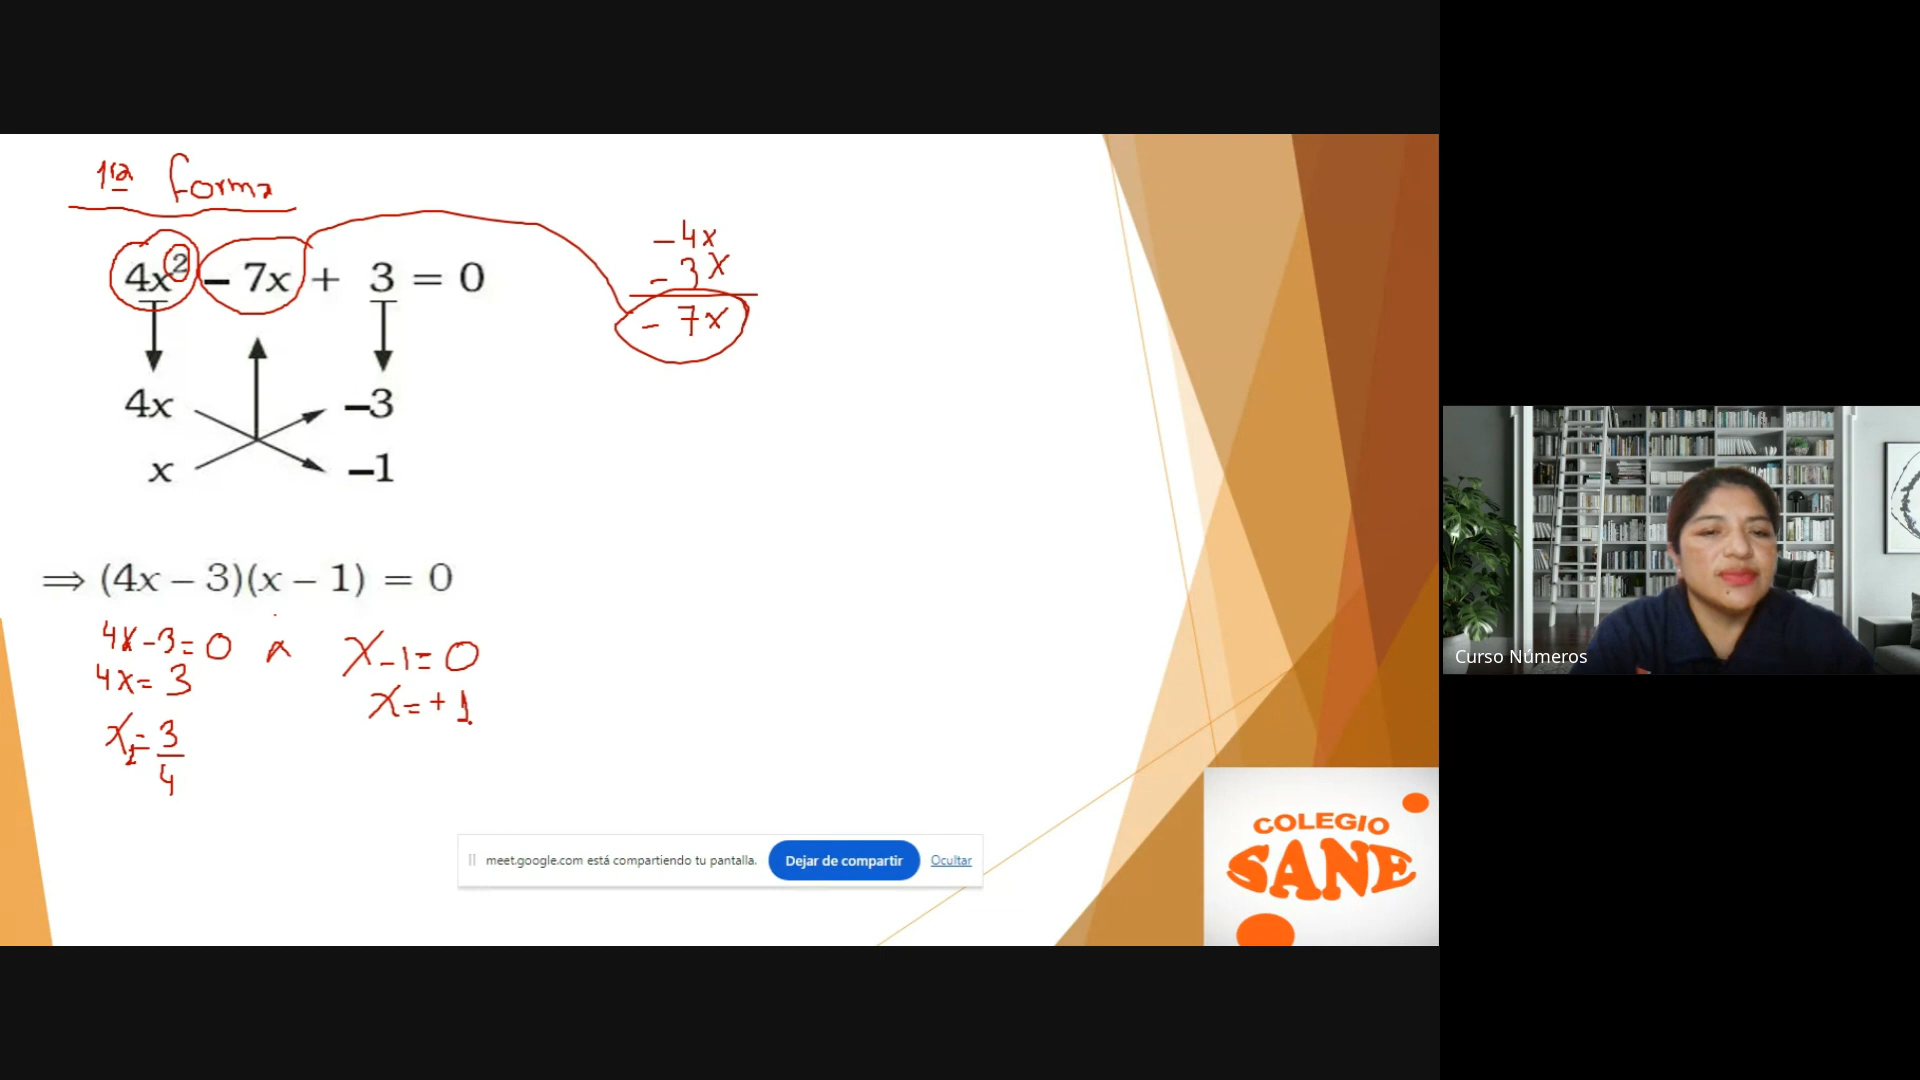 1ra forma
4x² – 7x + 3 = 0
-4x
-3x
-7x
4x –3
x –1
⇒ (4x – 3)(x – 1) = 0
4x-3=0 ∧ x-1=0
4x=3 x=+1
x₁=3/4
meet.google.com está compartiendo tu pantalla. Dejar de compartir Ocultar
COLEGIO
SANE
Curso Números